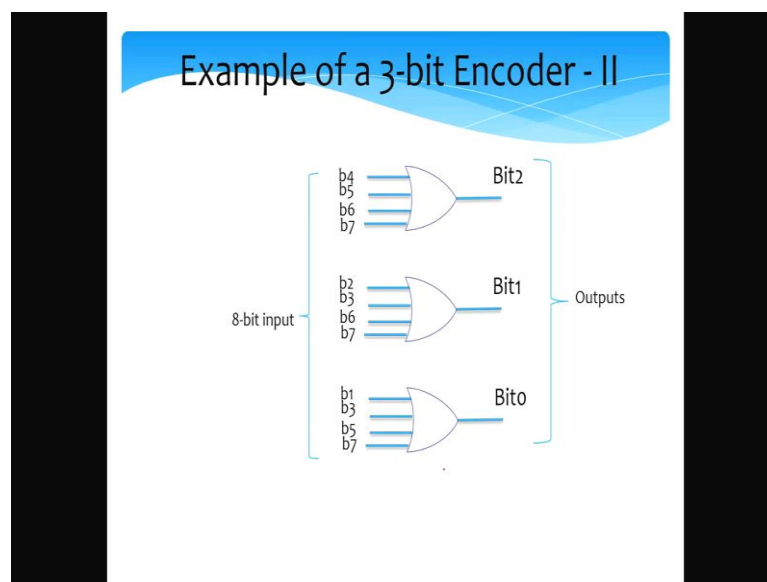 Example of a 3-bit Encoder - II
b4
b5
b6
b7
Bit2
b2
b3
b6
b7
Bit1
8-bit input
Outputs
b1
b3
b5
b7
Bit0